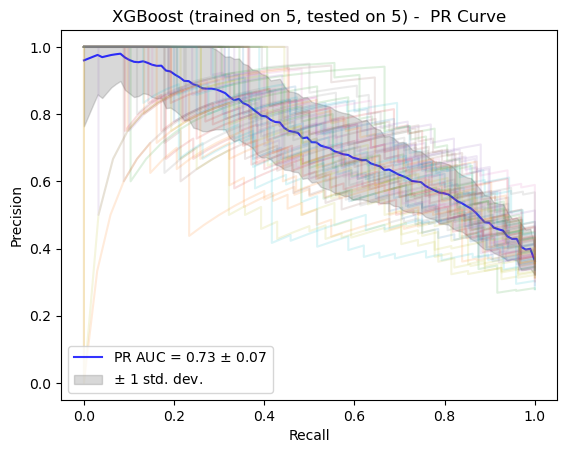 XGBoost (trained on 5, tested on 5) -  PR Curve
1.0
0.8
0.6
0.4
0.2
0.0
Precision
PR AUC = 0.73 ± 0.07
± 1 std. dev.
0.0 0.2 0.4 0.6 0.8 1.0
Recall